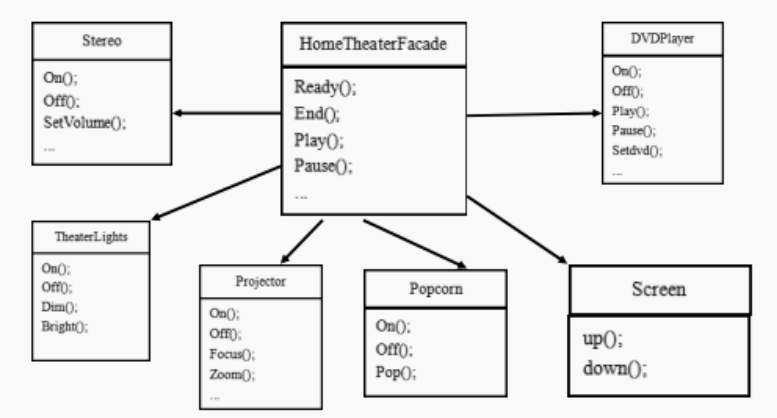 Stereo
On();
Off();
SetVolume();
...
HomeTheaterFacade
Ready();
End();
Play();
Pause();
...
DVDPlayer
On();
Off();
Play();
Pause();
Setdvd();
...
TheaterLights
On();
Off();
Dim();
Bright();
Projector
On();
Off();
Focus();
Zoom();
...
Popcorn
On();
Off();
Pop();
Screen
up();
down();